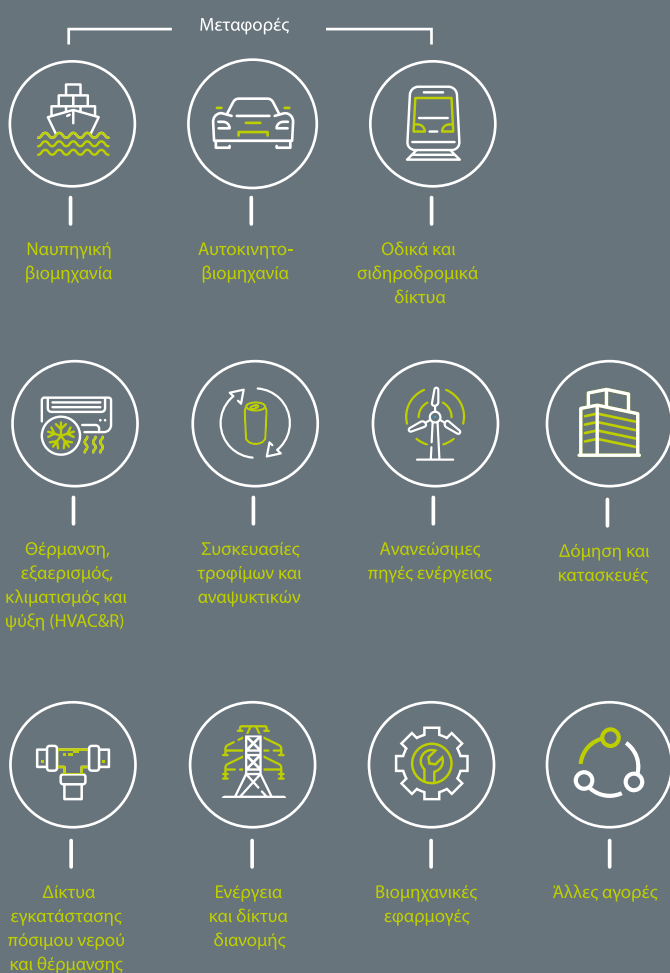 Μεταφορές
Ναυπηγική
βιομηχανία
Αυτοκινητο-
βιομηχανία
Οδικά και
σιδηροδρομικά
δίκτυα
Θέρμανση,
εξαερισμός,
κλιματισμός και
ψύξη (HVAC&R)
Συσκευασίες
τροφίμων και
αναψυκτικών
Ανανεώσιμες
πηγές ενέργειας
Δόμηση και
κατασκευές
Δίκτυα
εγκατάστασης
πόσιμου νερού
και θέρμανσης
Ενέργεια
και δίκτυα
διανομής
Βιομηχανικές
εφαρμογές
Άλλες αγορές